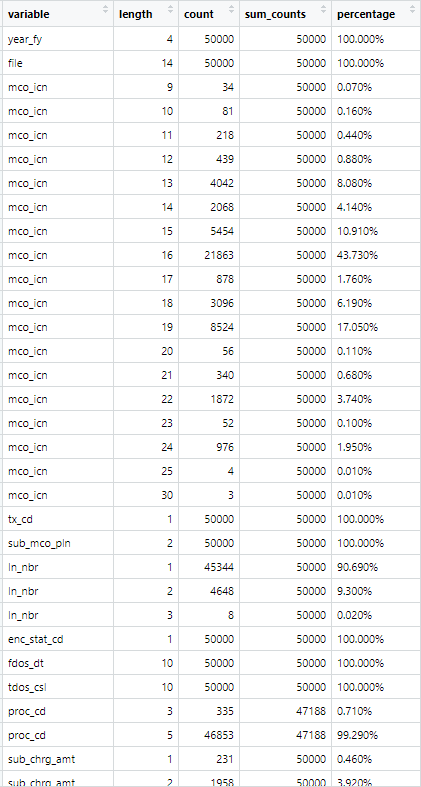 variable length count sum_counts percentage
year_fy 4 50000 50000 100.000%
file 14 50000 50000 100.000%
mco_icn 9 34 50000 0.070%
mco_icn 10 81 50000 0.160%
mco_icn 11 218 50000 0.440%
mco_icn 12 439 50000 0.880%
mco_icn 13 4042 50000 8.080%
mco_icn 14 2068 50000 4.140%
mco_icn 15 5454 50000 10.910%
mco_icn 16 21863 50000 43.730%
mco_icn 17 878 50000 1.760%
mco_icn 18 3096 50000 6.190%
mco_icn 19 8524 50000 17.050%
mco_icn 20 56 50000 0.110%
mco_icn 21 340 50000 0.680%
mco_icn 22 1872 50000 3.740%
mco_icn 23 52 50000 0.100%
mco_icn 24 976 50000 1.950%
mco_icn 25 4 50000 0.010%
mco_icn 30 3 50000 0.010%
tx_cd 1 50000 50000 100.000%
sub_mco_pln 2 50000 50000 100.000%
ln_nbr 1 45344 50000 90.690%
ln_nbr 2 4648 50000 9.300%
ln_nbr 3 8 50000 0.020%
enc_stat_cd 1 50000 50000 100.000%
fdos_dt 10 50000 50000 100.000%
tdos_csl 10 50000 50000 100.000%
proc_cd 3 335 47188 0.710%
proc_cd 5 46853 47188 99.290%
sub_chrg_amt 1 231 50000 0.460%
sub_chrg_amt 2 1958 50000 3.920%